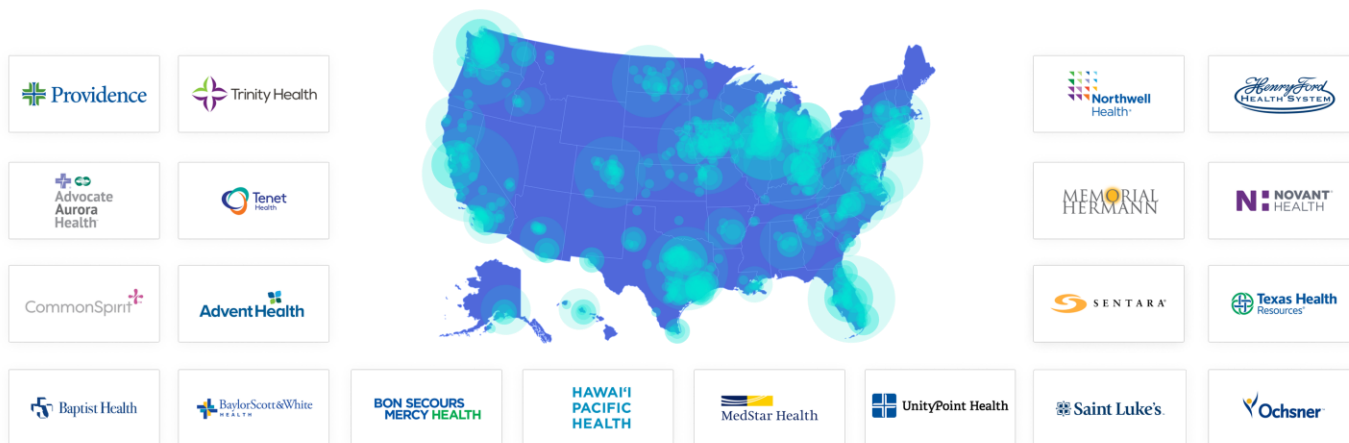 Providence
Trinity Health
Northwell
Health
Henry Ford
HEALTH SYSTEM
Advocate
Aurora
Health
Tenet
Health
MEMORIAL
HERMANN
N NOVANT
HEALTH
CommonSpirit
AdventHealth
SENTARA
Texas Health
Resources
Baptist Health
BaylorScott&White
HEALTH
BON SECOURS
MERCY HEALTH
HAWAI'I
PACIFIC
HEALTH
MedStar Health
UnityPoint Health
Saint Luke's
Ochsner